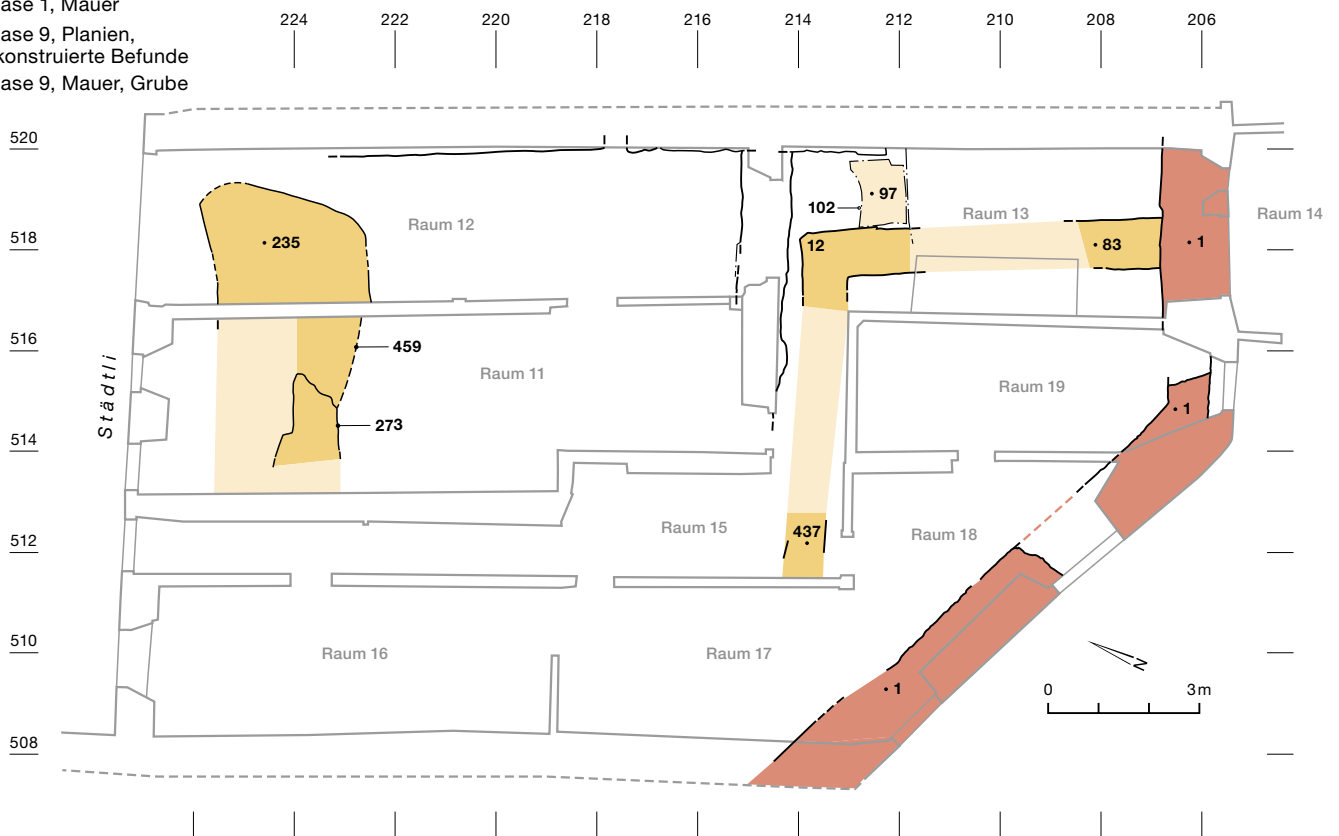 ase 1, Mauer
ase 9, Planien,
konstruierte Befunde
ase 9, Mauer, Grube
224 222 220 218 216 214 212 210 208 206
520
518
516
514
512
510
508
Städtli
Raum 12
235
102
97
Raum 13
Raum 14
12
83
1
459
Raum 11
273
Raum 19
1
Raum 15
437
Raum 18
Raum 16
Raum 17
1
N
0 3m